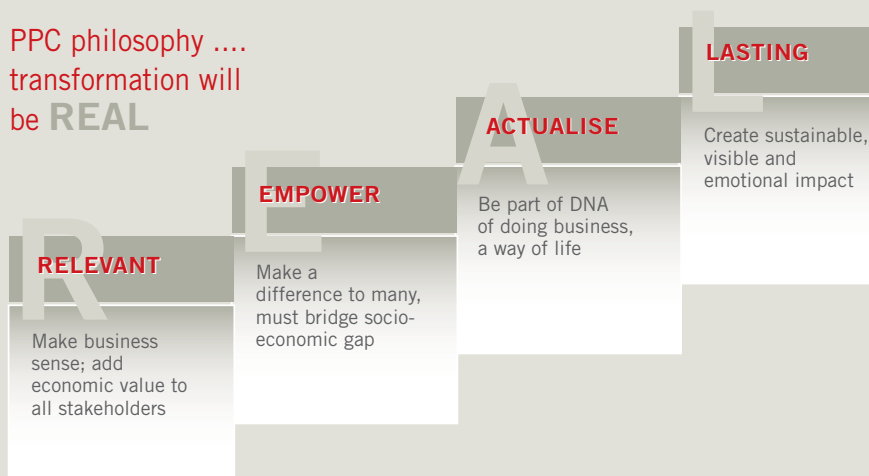 PPC philosophy ....
transformation will
be REAL
R
RELEVANT
Make business
sense; add
economic value to
all stakeholders
E
EMPOWER
Make a
difference to many,
must bridge socio-
economic gap
A
ACTUALISE
Be part of DNA
of doing business,
a way of life
L
LASTING
Create sustainable,
visible and
emotional impact